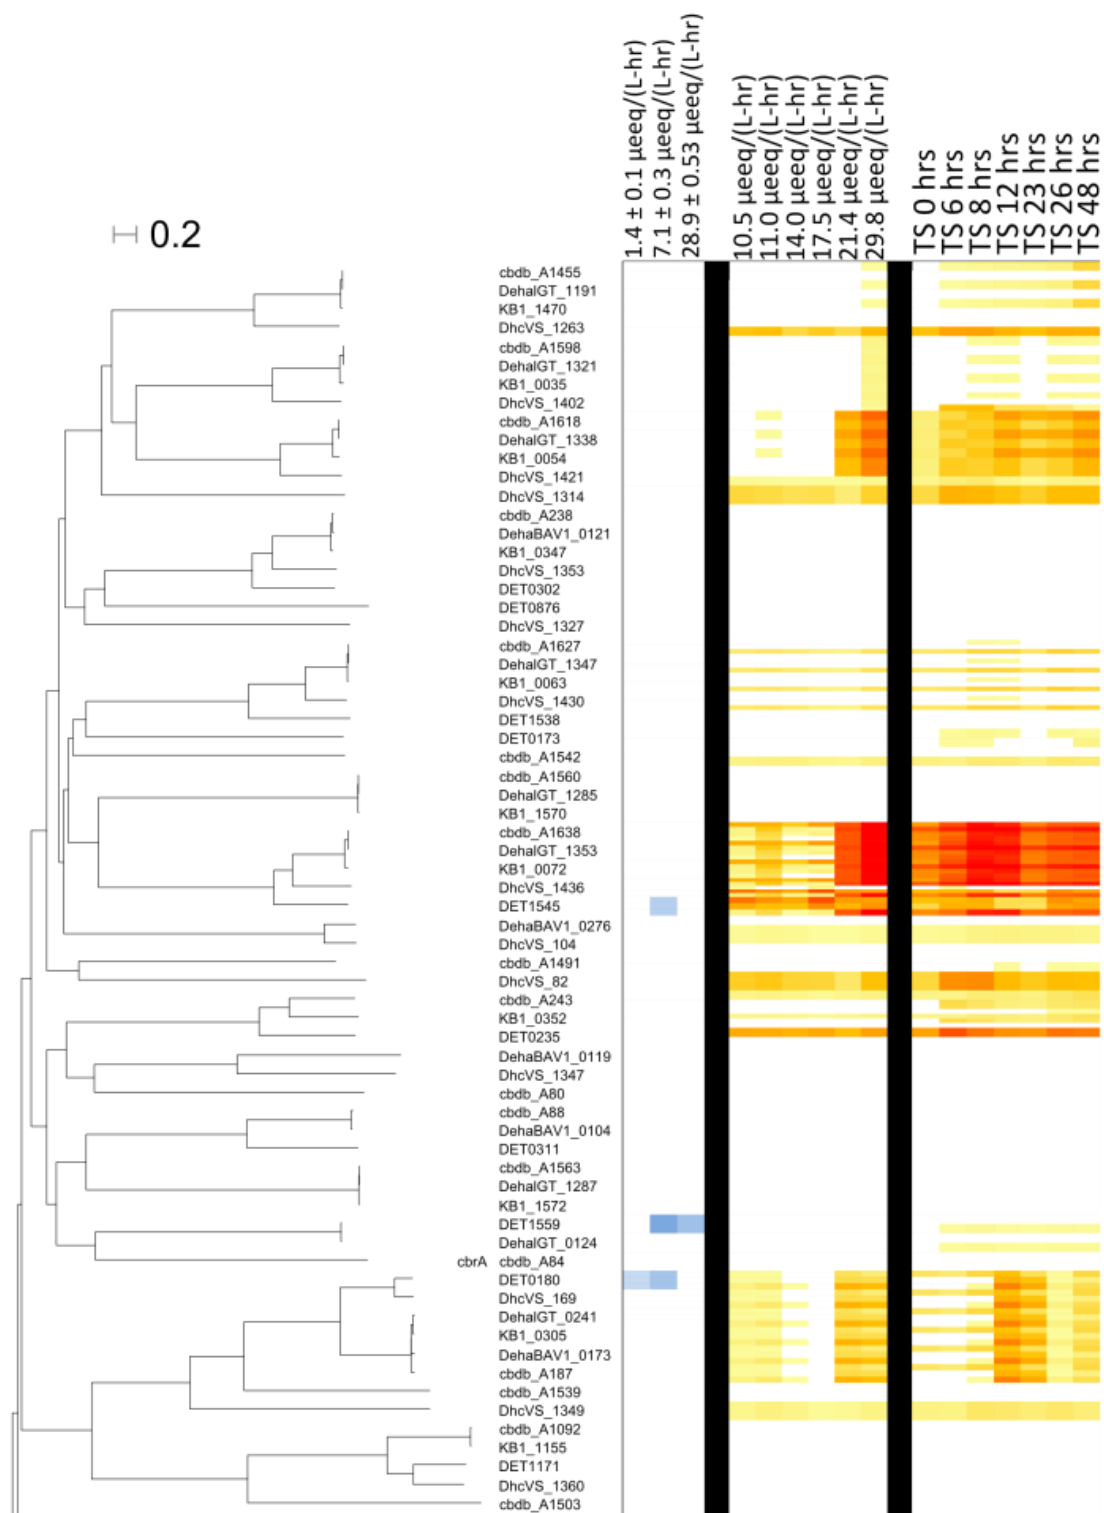 1.4 ± 0.1 µeeq/(L-hr)
7.1 ± 0.3 µeeq/(L-hr)
28.9 ± 0.53 µeeq/(L-hr)
10.5 µeeq/(L-hr)
11.0 µeeq/(L-hr)
14.0 µeeq/(L-hr)
17.5 µeeq/(L-hr)
21.4 µeeq/(L-hr)
29.8 µeeq/(L-hr)
TS 0 hrs
TS 6 hrs
TS 8 hrs
TS 12 hrs
TS 23 hrs
TS 26 hrs
TS 48 hrs
0.2
cbdb_A1455
DehalGT_1191
KB1_1470
DhcVS_1263
cbdb_A1598
DehalGT_1321
KB1_0035
DhcVS_1402
cbdb_A1618
DehalGT_1338
KB1_0054
DhcVS_1421
DhcVS_1314
cbdb_A238
DehaBAV1_0121
KB1_0347
DhcVS_1353
DET0302
DET0876
DhcVS_1327
cbdb_A1627
DehalGT_1347
KB1_0063
DhcVS_1430
DET1538
DET0173
cbdb_A1542
cbdb_A1560
DehalGT_1285
KB1_1570
cbdb_A1638
DehalGT_1353
KB1_0072
DhcVS_1436
DET1545
DehaBAV1_0276
DhcVS_104
cbdb_A1491
DhcVS_82
cbdb_A243
KB1_0352
DET0235
DehaBAV1_0119
DhcVS_1347
cbdb_A80
cbdb_A88
DehaBAV1_0104
DET0311
cbdb_A1563
DehalGT_1287
KB1_1572
DET1559
DehalGT_0124
cbrA cbdb_A84
DET0180
DhcVS_169
DehalGT_0241
KB1_0305
DehaBAV1_0173
cbdb_A187
cbdb_A1539
DhcVS_1349
cbdb_A1092
KB1_1155
DET1171
DhcVS_1360
cbdb_A1503